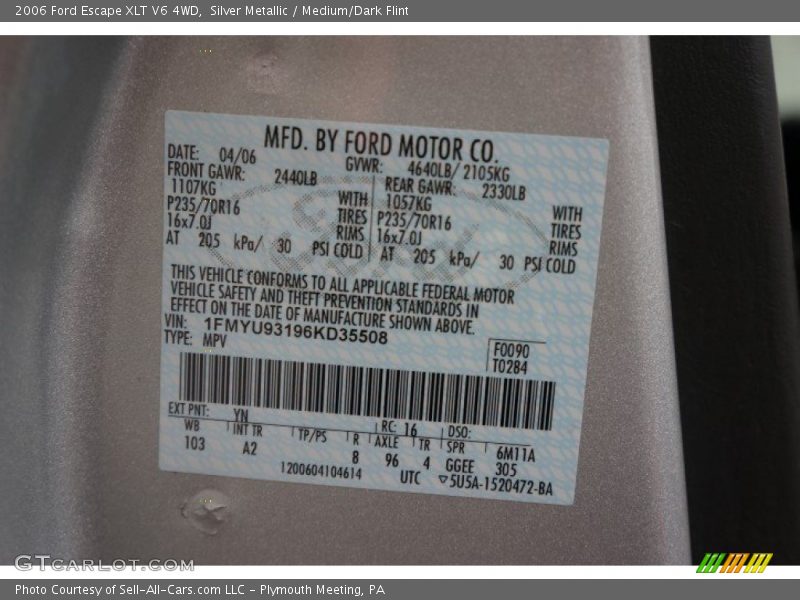 2006 Ford Escape XLT V6 4WD, Silver Metallic / Medium/Dark Flint
MFD. BY FORD MOTOR CO.
DATE: 04/06 GVWR: 4640LB/ 2105KG
FRONT GAWR: 2440LB REAR GAWR: 2330LB
1107KG WITH 1057KG WITH
P235/70R16 TIRES P235/70R16 TIRES
16x7.0J RIMS 16x7.0J RIMS
AT 205 kPa/ 30 PSI COLD AT 205 kPa/ 30 PSI COLD
THIS VEHICLE CONFORMS TO ALL APPLICABLE FEDERAL MOTOR
VEHICLE SAFETY AND THEFT PREVENTION STANDARDS IN
EFFECT ON THE DATE OF MANUFACTURE SHOWN ABOVE.
VIN: 1FMYU93196KD35508
TYPE: MPV
F0090
T0284
EXT PNT: YN RC: 16 DSO:
WB INT TR TP/PS R AXLE TR SPR 6M11A
103 A2 8 96 4 GGEE 305
1200604104614 UTC ▽5U5A-1520472-BA
GTCARLOT.COM
Photo Courtesy of Sell-All-Cars.com LLC - Plymouth Meeting, PA